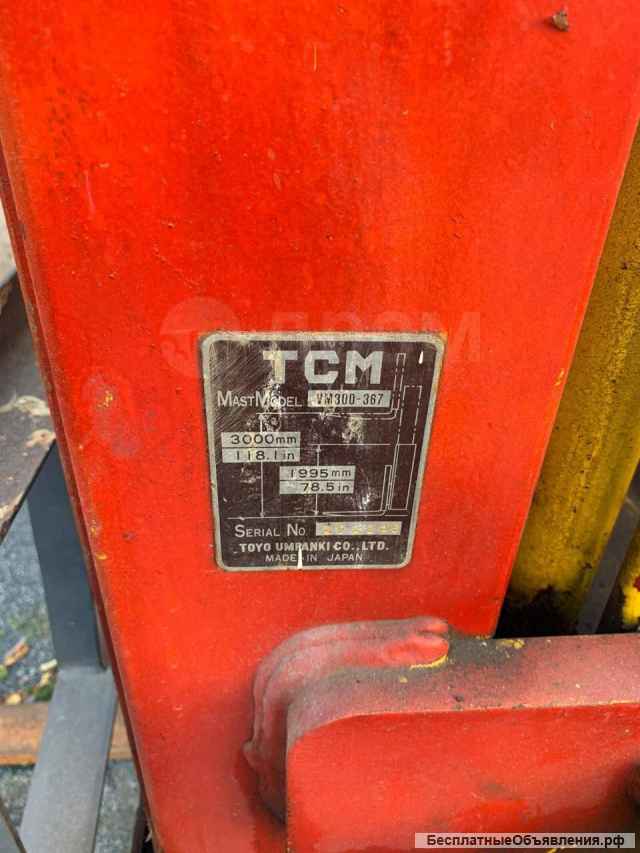 TCM
MAST MODEL VM300-367
3000mm
118.1in
1995mm
78.5in
SERIAL NO.
TOYO UMPANKI CO., LTD.
MADE IN JAPAN
ДРОМ
БесплатныеОбъявления.рф